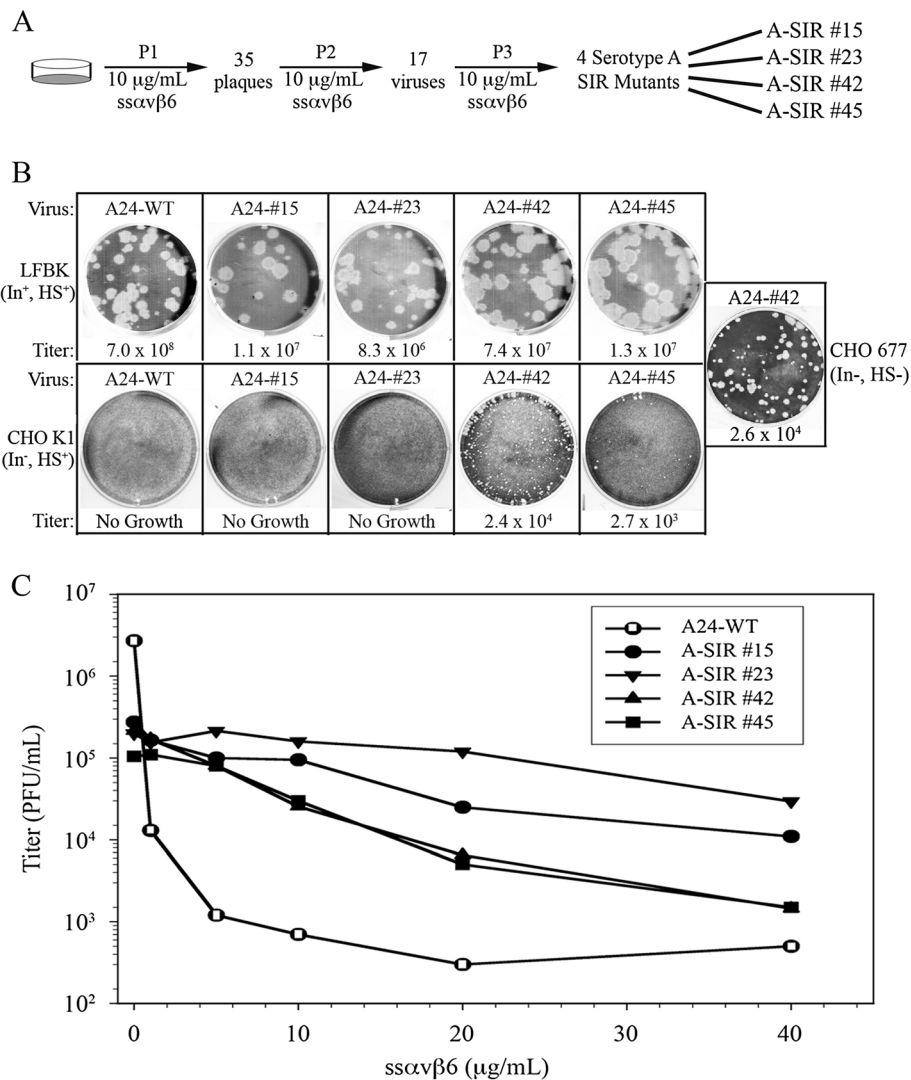 A
P1
10 µg/mL
ssαvβ6
35
plaques
P2
10 µg/mL
ssαvβ6
17
viruses
P3
10 µg/mL
ssαvβ6
4 Serotype A
SIR Mutants
A-SIR #15
A-SIR #23
A-SIR #42
A-SIR #45
B
Virus: A24-WT A24-#15 A24-#23 A24-#42 A24-#45
LFBK
(In⁺, HS⁺)
Titer: 7.0 x 10⁸ 1.1 x 10⁷ 8.3 x 10⁶ 7.4 x 10⁷ 1.3 x 10⁷
Virus: A24-WT A24-#15 A24-#23 A24-#42 A24-#45
CHO K1
(In⁻, HS⁺)
Titer: No Growth No Growth No Growth 2.4 x 10⁴ 2.7 x 10³
A24-#42
CHO 677
(In-, HS-)
2.6 x 10⁴
C
Titer (PFU/mL)
10⁷
10⁶
10⁵
10⁴
10³
10²
A24-WT
A-SIR #15
A-SIR #23
A-SIR #42
A-SIR #45
0 10 20 30 40
ssαvβ6 (µg/mL)